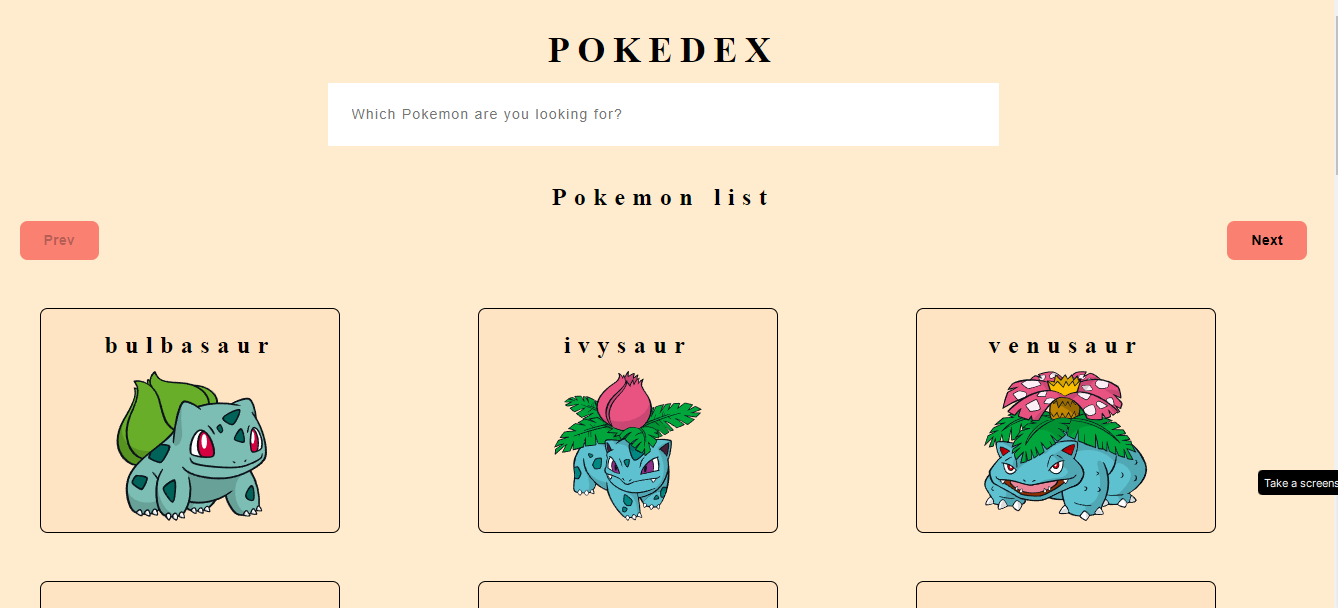 POKEDEX
Which Pokemon are you looking for?
Pokemon list
Prev
Next
bulbasaur
ivysaur
venusaur
Take a screens